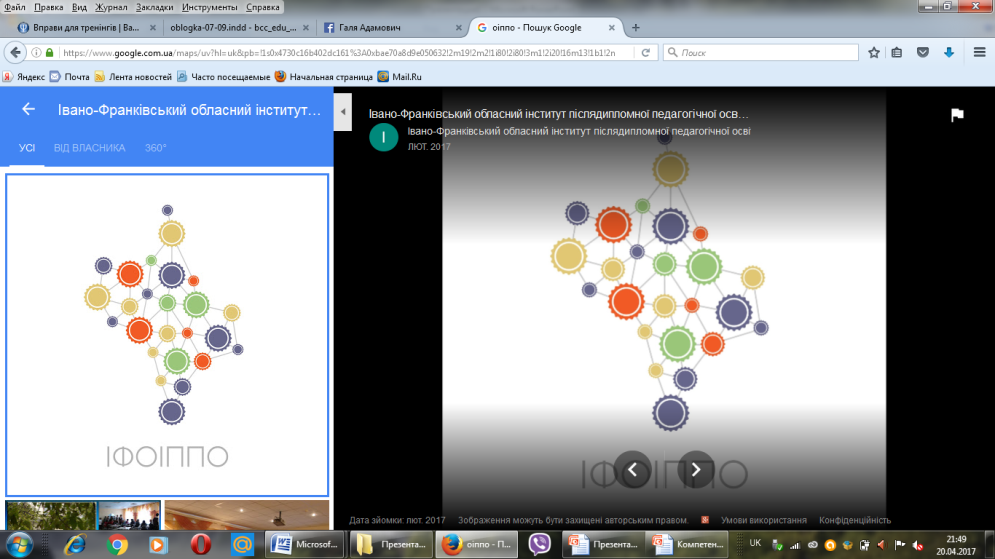 Файл Правка Вид Журнал Закладки Инструменты Справка
Вправи для тренінгів | Ba...
oblogka-07-09.indd - bcc_edu_...
Галя Адамович
оіппо - Пошук Google
https://www.google.com.ua/maps/uv?hl=uk&pb=!1s0x4730c16b402dc161%3A0xbae70a8d9e050632!2m19!2m2!1i80!2i80!3m1!2i20!16m13!1b1!2n
Поиск
Яндекс Почта Лента новостей Часто посещаемые Начальная страница Mail.Ru
Івано-Франківський обласний інститут...
УСІ ВІД ВЛАСНИКА 360°
ІФОІППО
Івано-Франківський обласний інститут післядипломної педагогічної осв...
І
Івано-Франківський обласний інститут післядипломної педагогічної осві
ЛЮТ. 2017
ІФОІППО
Дата зйомки: лют. 2017 Зображення можуть бути захищені авторським правом. Умови використання Конфіденційність
Microsof...
Презента...
оіппо - П...
Презента...
Компетен...
UK
21:49
20.04.2017